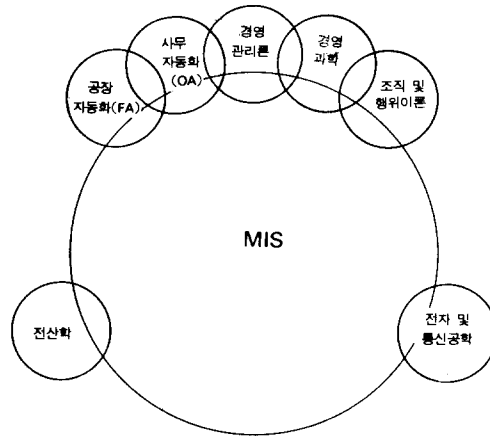 공장
자동화(FA)
사무
자동화
(OA)
경영
관리론
경영
과학
조직 및
행위이론
MIS
전산학
전자 및
통신공학